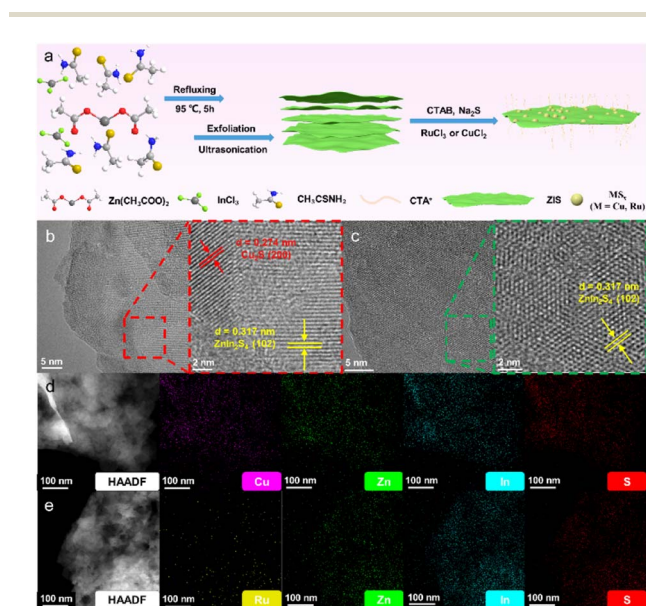 a
Refluxing
95 ℃, 5h
Exfoliation
Ultrasonication
CTAB, Na2S
RuCl3 or CuCl2
Zn(CH3COO)2
InCl3
CH3CSNH2
CTA+
ZIS
MSx
(M = Cu, Ru)
b
d = 0.274 nm
(200)
d = 0.317 nm
ZnIn2S4 (102)
5 nm
2 nm
c
d = 0.317 nm
ZnIn2S4 (102)
5 nm
2 nm
d
100 nm
HAADF
100 nm
Cu
100 nm
Zn
100 nm
In
100 nm
S
e
100 nm
HAADF
100 nm
Ru
100 nm
Zn
100 nm
In
100 nm
S